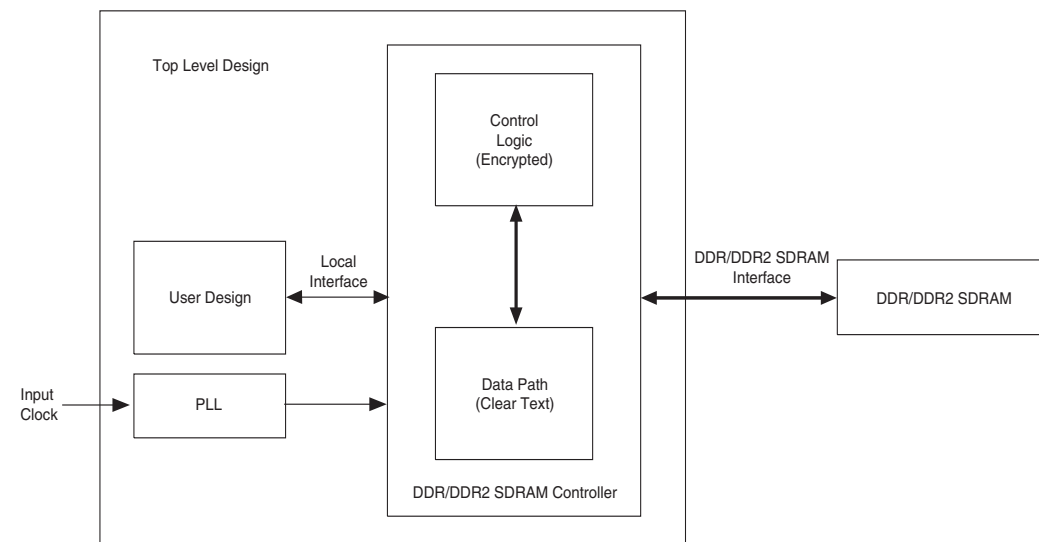 Top Level Design
Control
Logic
(Encrypted)
Local
Interface
User Design
DDR/DDR2 SDRAM
Interface
DDR/DDR2 SDRAM
Input
Clock
PLL
Data Path
(Clear Text)
DDR/DDR2 SDRAM Controller